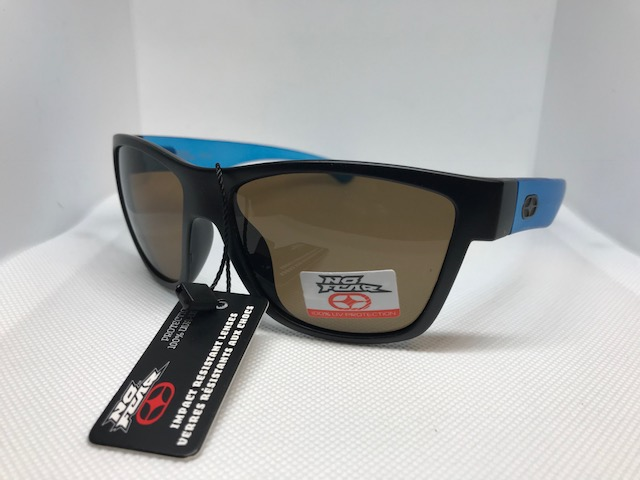 NO
FEAR
100% UV PROTECTION
NO
FEAR
IMPACT RESISTANT LENSES
VERRES RÉSISTANTS AUX CHOCS